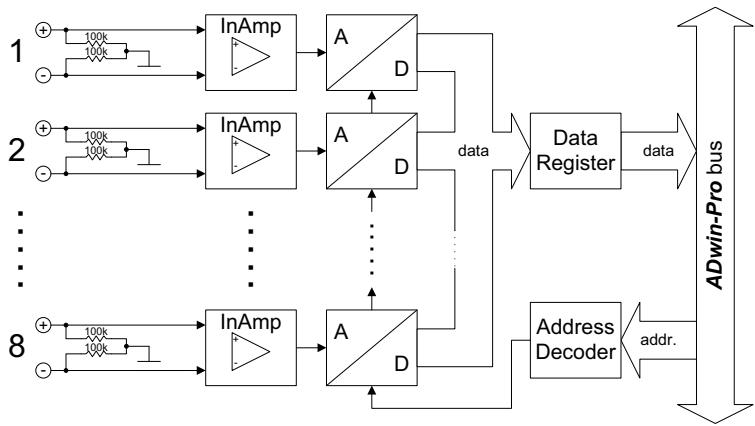 1
+
-
100k
100k
InAmp
+
-
A
D
2
+
-
100k
100k
InAmp
+
-
A
D
data
Data
Register
data
ADwin-Pro bus
8
+
-
100k
100k
InAmp
+
-
A
D
Address
Decoder
addr.